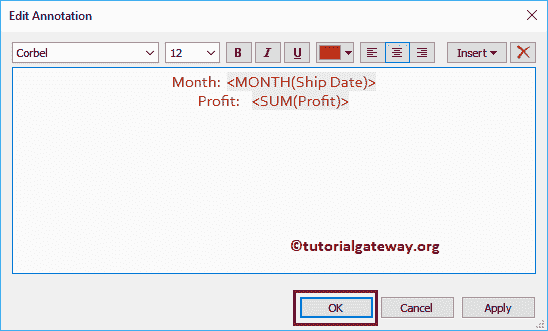 Edit Annotation
Corbel 12 B I U Insert
Month: <MONTH(Ship Date)>
Profit: <SUM(Profit)>
©tutorialgateway.org
OK Cancel Apply